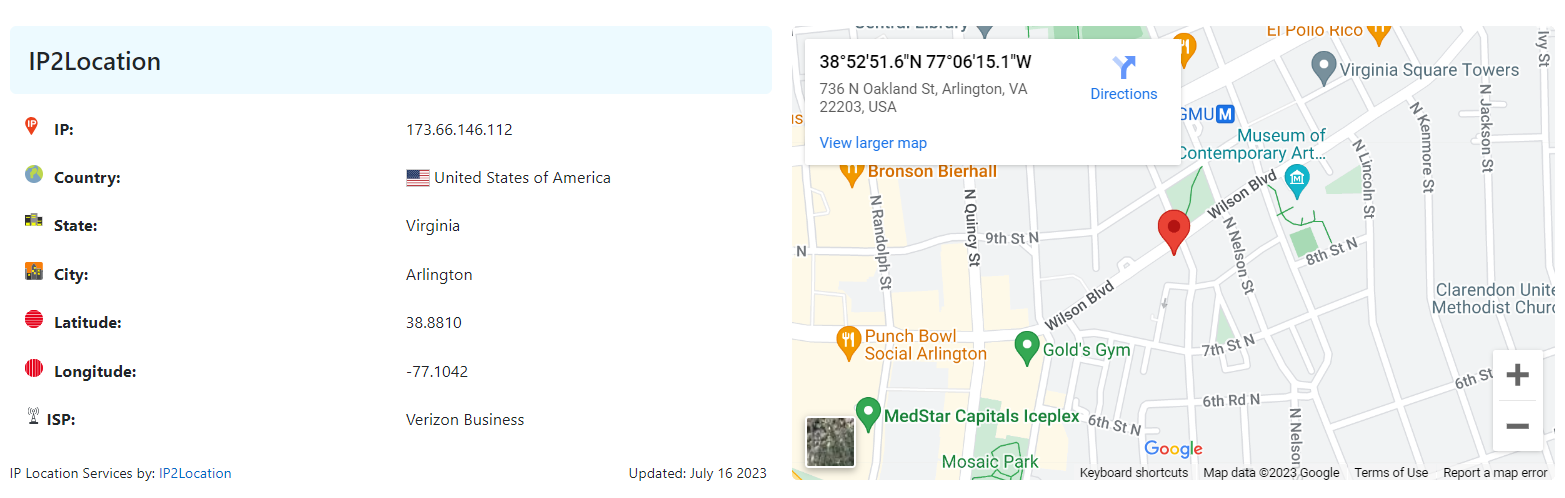 IP2Location
IP: 173.66.146.112
Country: United States of America
State: Virginia
City: Arlington
Latitude: 38.8810
Longitude: -77.1042
ISP: Verizon Business
IP Location Services by: IP2Location
Updated: July 16 2023
Central Library
El Pollo Rico
Ivy St
38°52'51.6"N 77°06'15.1"W
736 N Oakland St, Arlington, VA
22203, USA
Directions
View larger map
Virginia Square Towers
GMU M
Museum of
Contemporary Art...
N Jackson St
N Kenmore St
N Lincoln St
Bronson Bierhall
Wilson Blvd
N Randolph St
N Quincy St
9th St N
N
N Nelson St
8th St N
Wilson Blvd
Clarendon Unite
Methodist Churc
Punch Bowl
Social Arlington
Gold's Gym
7th St N
6th St
6th Rd N
MedStar Capitals Iceplex
6th St N
N Nelson
Google
Mosaic Park
Keyboard shortcuts
Map data ©2023 Google
Terms of Use
Report a map error